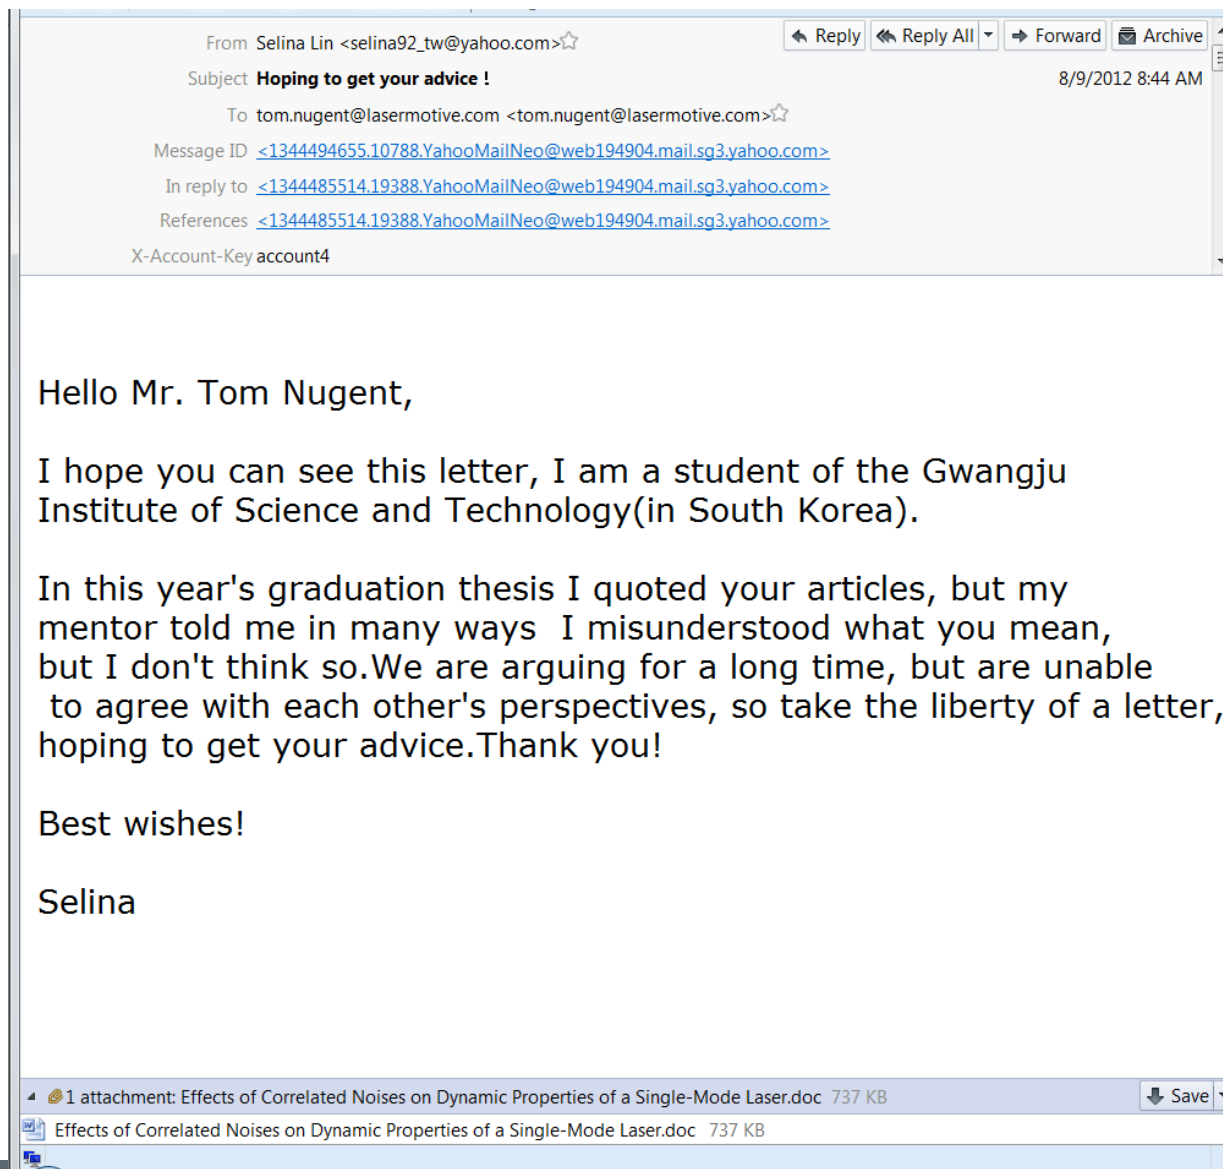 From Selina Lin <selina92_tw@yahoo.com>
Reply Reply All Forward Archive
Subject Hoping to get your advice !
8/9/2012 8:44 AM
To tom.nugent@lasermotive.com <tom.nugent@lasermotive.com>
Message ID <1344494655.10788.YahooMailNeo@web194904.mail.sg3.yahoo.com>
In reply to <1344485514.19388.YahooMailNeo@web194904.mail.sg3.yahoo.com>
References <1344485514.19388.YahooMailNeo@web194904.mail.sg3.yahoo.com>
X-Account-Key account4
Hello Mr. Tom Nugent,
I hope you can see this letter, I am a student of the Gwangju
Institute of Science and Technology(in South Korea).
In this year's graduation thesis I quoted your articles, but my
mentor told me in many ways  I misunderstood what you mean,
but I don't think so.We are arguing for a long time, but are unable
to agree with each other's perspectives, so take the liberty of a letter,
hoping to get your advice.Thank you!
Best wishes!
Selina
1 attachment: Effects of Correlated Noises on Dynamic Properties of a Single-Mode Laser.doc 737 KB
Save
Effects of Correlated Noises on Dynamic Properties of a Single-Mode Laser.doc 737 KB